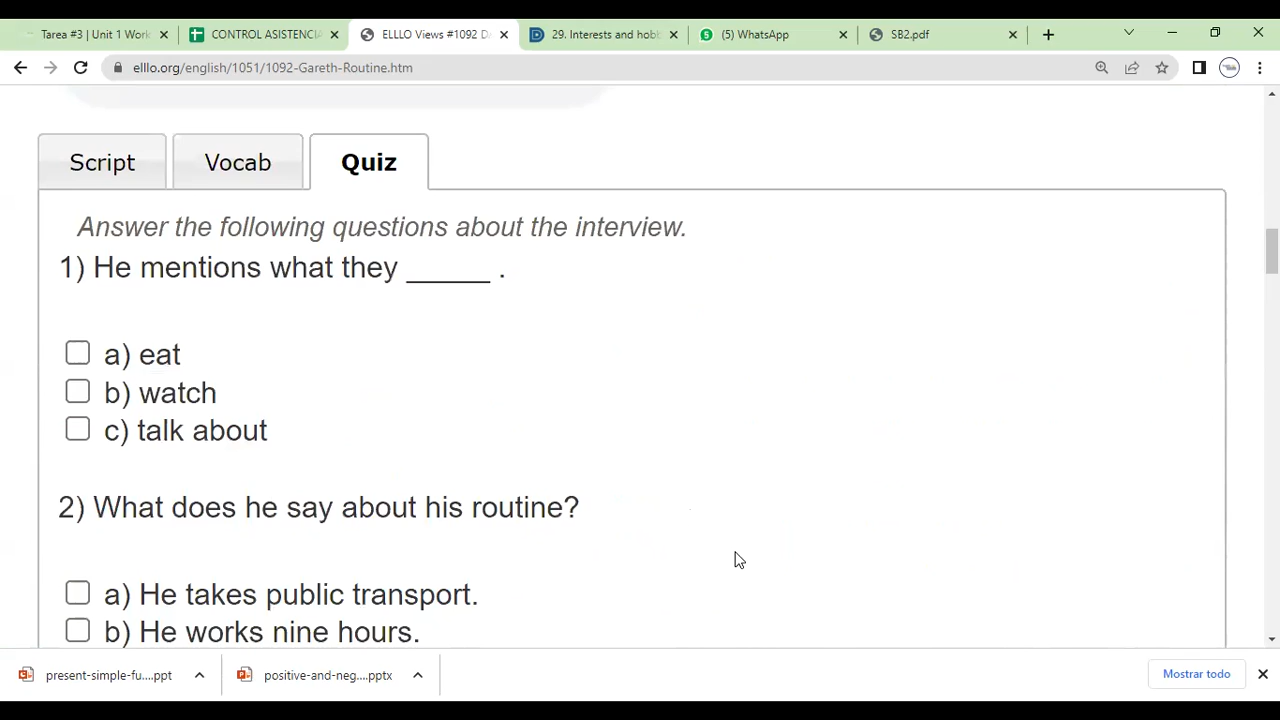 Tarea #3 | Unit 1 Work
CONTROL ASISTENCIA
ELLLO Views #1092 Da
29. Interests and hobb
(5) WhatsApp
SB2.pdf
elllo.org/english/1051/1092-Gareth-Routine.htm
Script
Vocab
Quiz
Answer the following questions about the interview.
1) He mentions what they ______ .
a) eat
b) watch
c) talk about
2) What does he say about his routine?
a) He takes public transport.
b) He works nine hours.
present-simple-fu....ppt
positive-and-neg....pptx
Mostrar todo